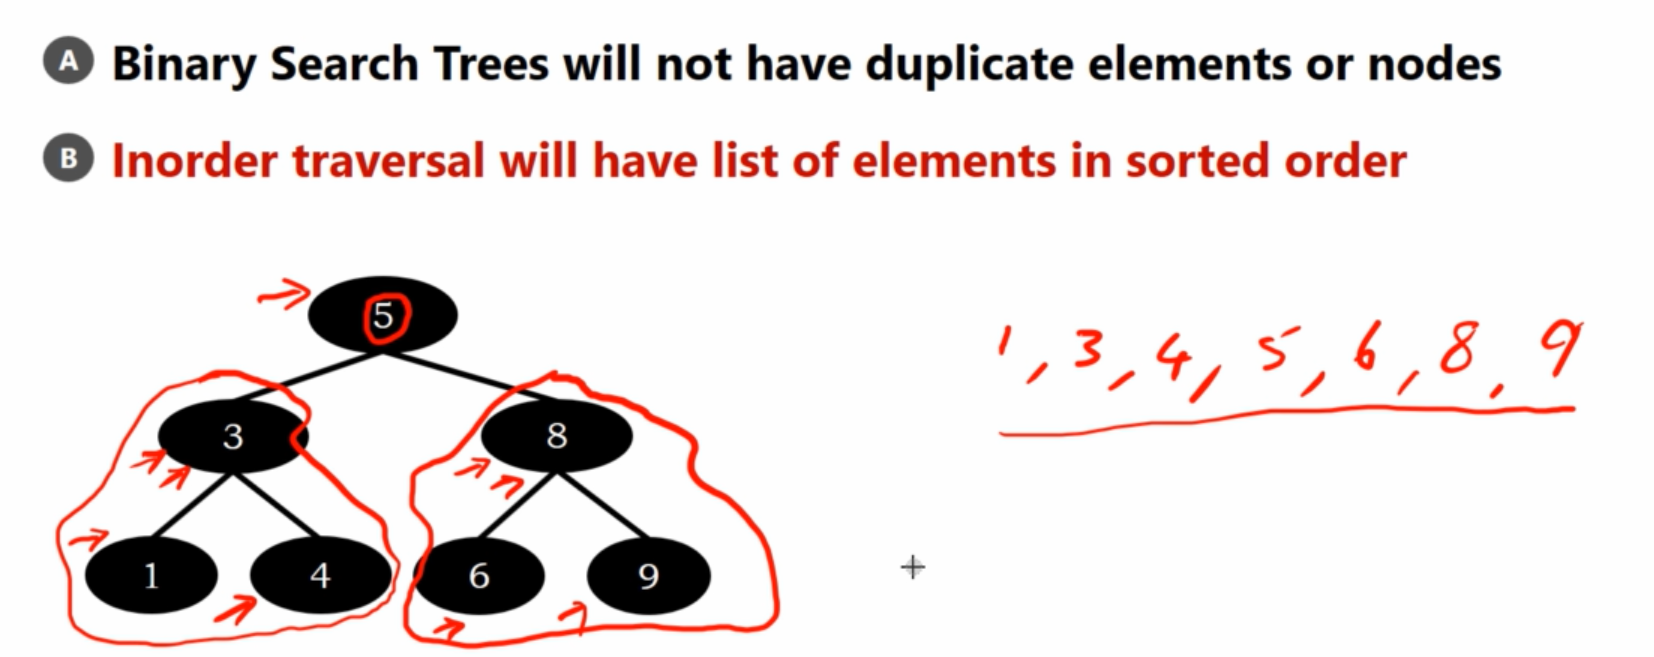 A Binary Search Trees will not have duplicate elements or nodes
B Inorder traversal will have list of elements in sorted order
5
1, 3, 4, 5, 6, 8, 9
3 8
1 4 6 9